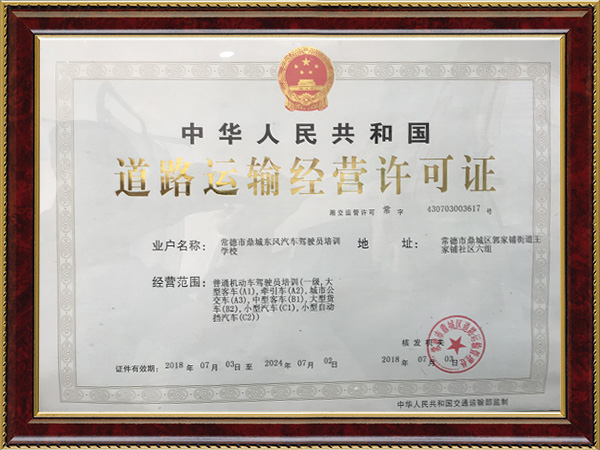 中华人民共和国
道路运输经营许可证
湘交运管许可 常 字 430703003617 号
业户名称： 常德市鼎城东风汽车驾驶员培训
学校
地 址： 常德市鼎城区郭家铺街道王
家铺社区六组
经营范围： 普通机动车驾驶员培训(一级,大
型客车(A1),牵引车(A2),城市公
交车(A3),中型客车(B1),大型货
车(B2),小型汽车(C1),小型自动
挡汽车(C2))
核发机关
证件有效期： 2018 年 07 月 03日 至 2024 年 07 月 02日
2018 年 07 月 03日
中华人民共和国交通运输部监制